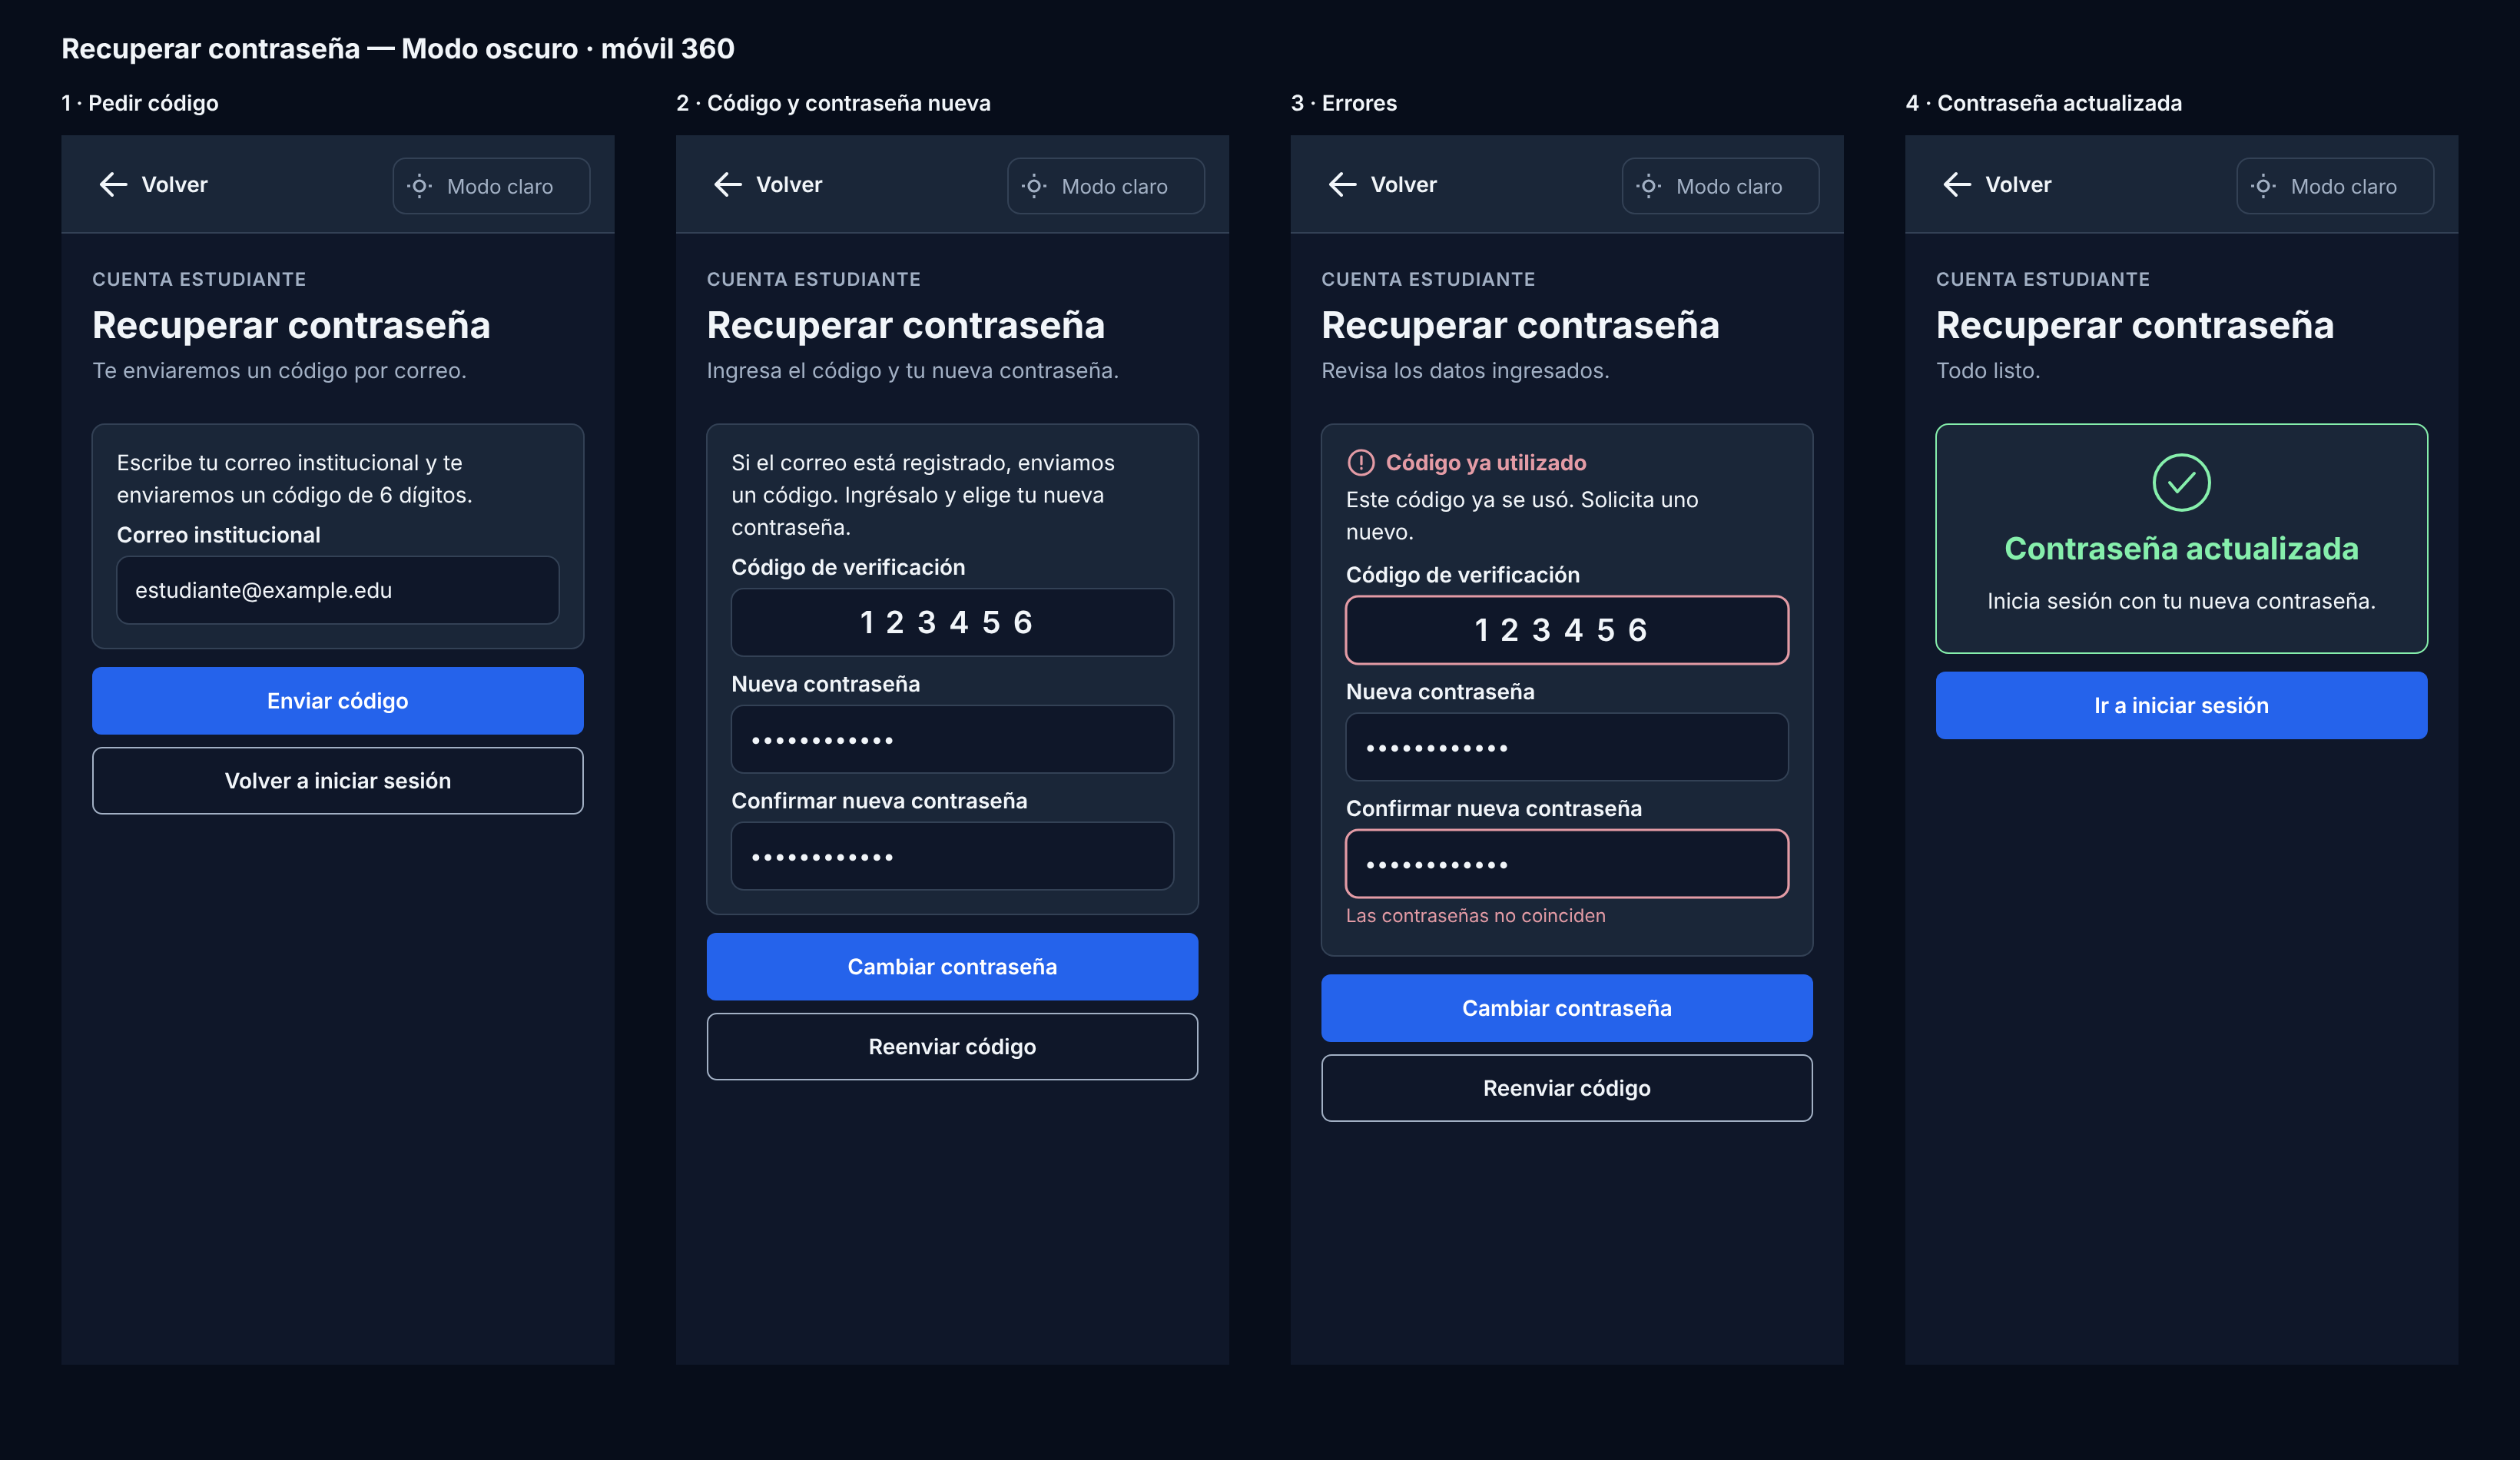 Recuperar contraseña — Modo oscuro · móvil 360
1 · Pedir código
Volver
Modo claro
CUENTA ESTUDIANTE
Recuperar contraseña
Te enviaremos un código por correo.
Escribe tu correo institucional y te
enviaremos un código de 6 dígitos.
Correo institucional
estudiante@example.edu
Enviar código
Volver a iniciar sesión
2 · Código y contraseña nueva
Volver
Modo claro
CUENTA ESTUDIANTE
Recuperar contraseña
Ingresa el código y tu nueva contraseña.
Si el correo está registrado, enviamos
un código. Ingrésalo y elige tu nueva
contraseña.
Código de verificación
1 2 3 4 5 6
Nueva contraseña
••••••••••••
Confirmar nueva contraseña
••••••••••••
Cambiar contraseña
Reenviar código
3 · Errores
Volver
Modo claro
CUENTA ESTUDIANTE
Recuperar contraseña
Revisa los datos ingresados.
Código ya utilizado
Este código ya se usó. Solicita uno
nuevo.
Código de verificación
1 2 3 4 5 6
Nueva contraseña
••••••••••••
Confirmar nueva contraseña
••••••••••••
Las contraseñas no coinciden
Cambiar contraseña
Reenviar código
4 · Contraseña actualizada
Volver
Modo claro
CUENTA ESTUDIANTE
Recuperar contraseña
Todo listo.
Contraseña actualizada
Inicia sesión con tu nueva contraseña.
Ir a iniciar sesión